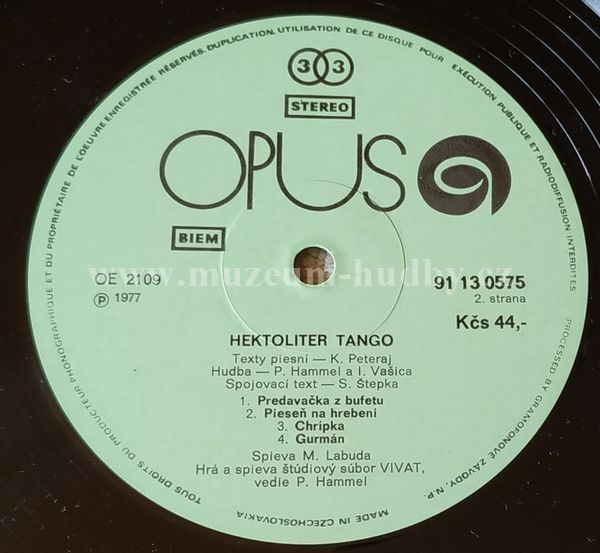 TOUS DROITS DU PRODUCTEUR PHONOGRAPHIQUE ET DU PROPRIÉTAIRE DE L'OEUVRE ENREGISTRÉE RÉSERVÉS. DUPLICATION, UTILISATION DE CE DISQUE POUR EXÉCUTION PUBLIQUE ET RADIODIFFUSION INTERDITES
33
STEREO
OPUS
BIEM
www.muzeum-hudby.cz
OE 2109
℗ 1977
91 13 0575
2. strana
Kčs 44,-
HEKTOLITER TANGO
Texty piesní — K. Peteraj
Hudba — P. Hammel a I. Vašica
Spojovací text — S. Štepka
1. Predavačka z bufetu
2. Pieseň na hrebeni
3. Chrípka
4. Gurmán
Spieva M. Labuda
Hrá a spieva štúdiový súbor VIVAT,
vedie P. Hammel
PROCESSED BY GRAMOFONOVÉ ZÁVODY, N.P.
MADE IN CZECHOSLOVAKIA